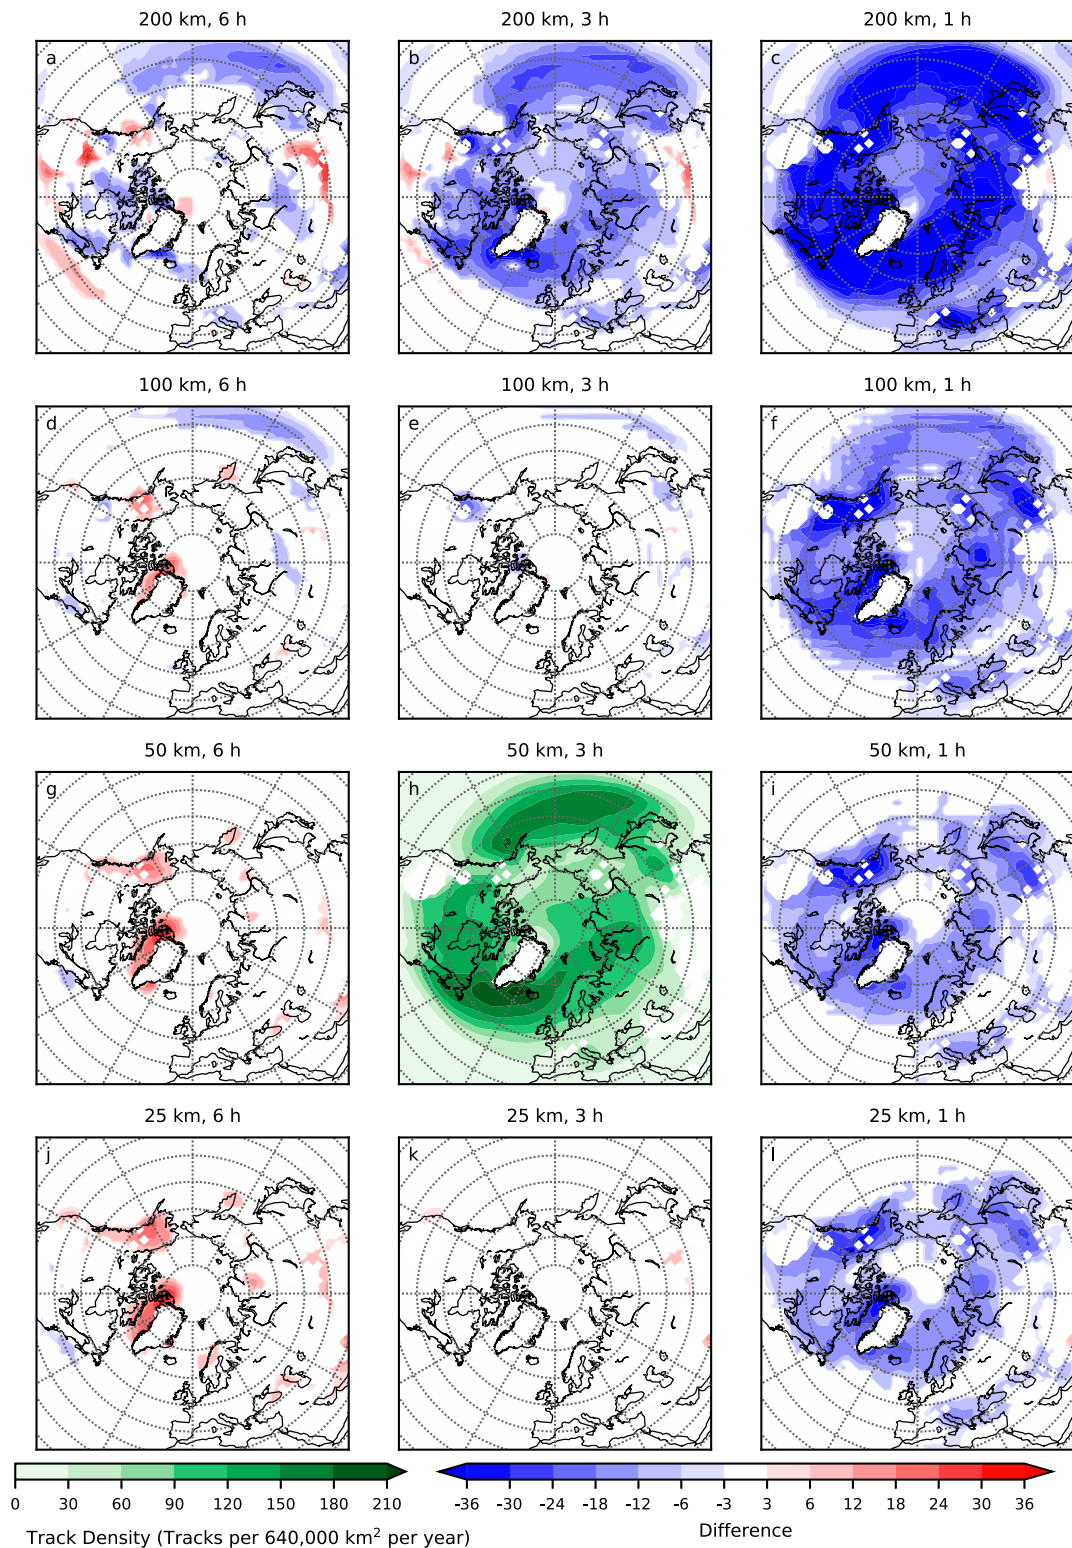 200 km, 6 h
200 km, 3 h
200 km, 1 h
a
b
c
100 km, 6 h
100 km, 3 h
100 km, 1 h
d
e
f
50 km, 6 h
50 km, 3 h
50 km, 1 h
g
h
i
25 km, 6 h
25 km, 3 h
25 km, 1 h
j
k
l
0 30 60 90 120 150 180 210
-36 -30 -24 -18 -12 -6 -3 3 6 12 18 24 30 36
Track Density (Tracks per 640,000 km² per year)
Difference